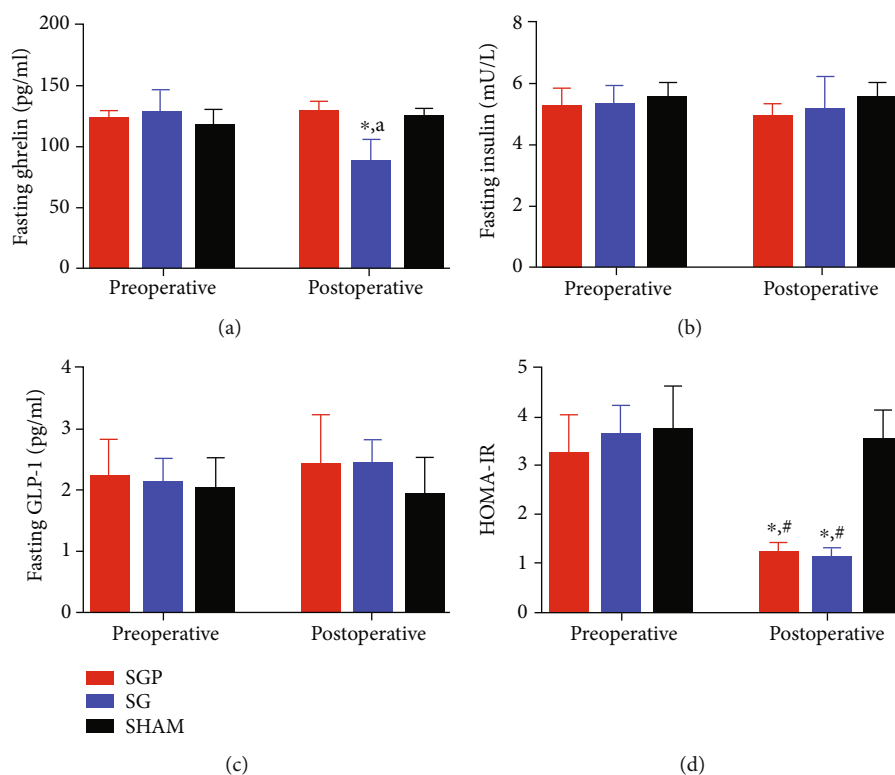 200
150
100
50
0
Fasting ghrelin (pg/ml)
*,a
Preoperative
Postoperative
(a)
8
6
4
2
0
Fasting insulin (mU/L)
Preoperative
Postoperative
(b)
4
3
2
1
0
Fasting GLP-1 (pg/ml)
Preoperative
Postoperative
SGP
SG
SHAM
(c)
5
4
3
2
1
0
HOMA-IR
*,#
*,#
Preoperative
Postoperative
(d)